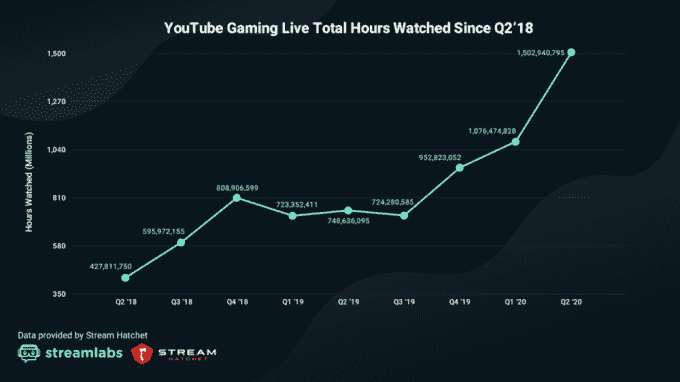 YouTube Gaming Live Total Hours Watched Since Q2'18
Hours Watched (Millions)
1,500
1,270
1,040
810
580
350
427,811,750
595,972,155
808,906,599
723,352,411
748,686,095
724,280,585
952,823,052
1,076,474,828
1,502,940,795
Q2 '18
Q3 '18
Q4 '18
Q1 '19
Q2 '19
Q3 '19
Q4 '19
Q1 '20
Q2 '20
Data provided by Stream Hatchet
streamlabs
STREAM
HATCHET